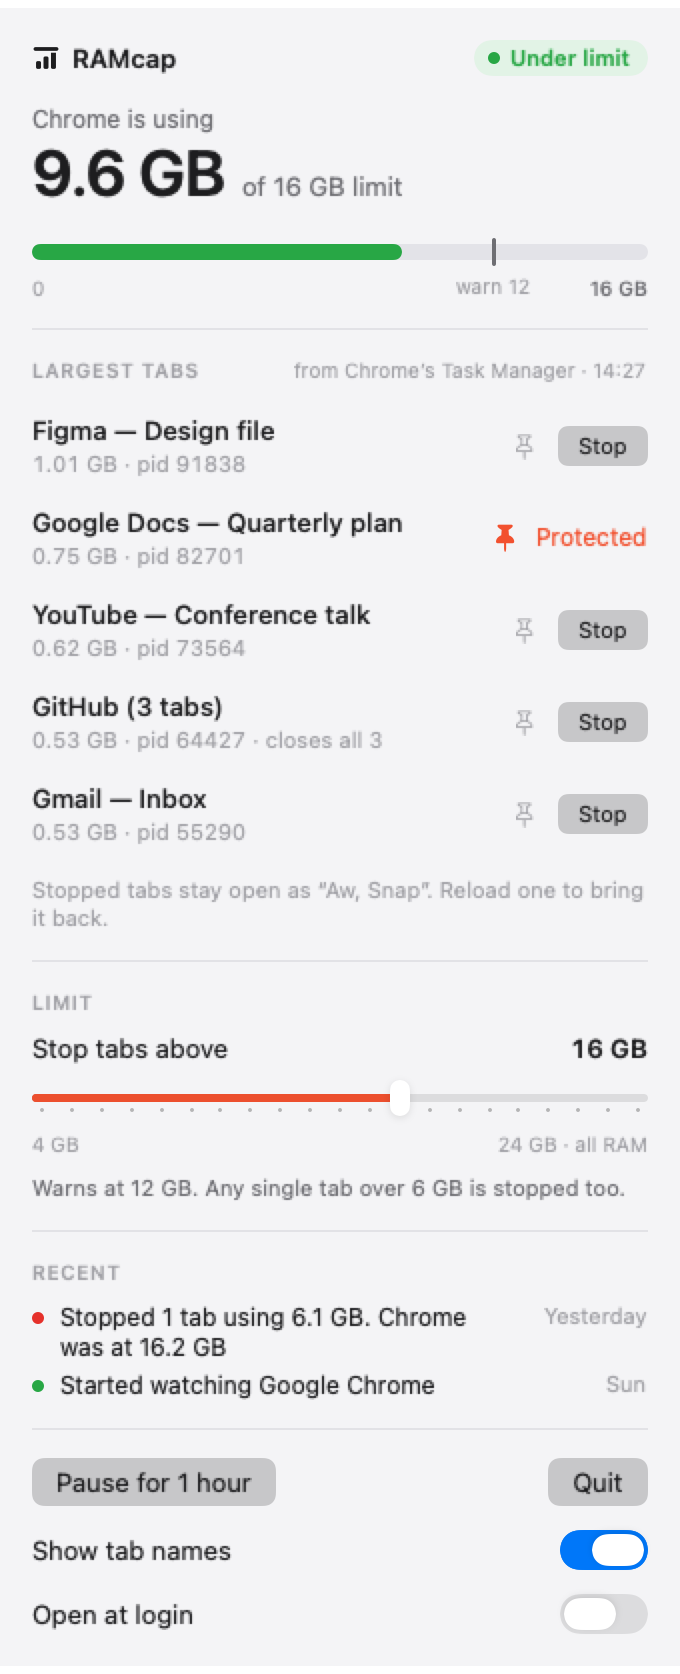 RAMcap
Under limit
Chrome is using
9.6 GB of 16 GB limit
0 warn 12 16 GB
LARGEST TABS from Chrome's Task Manager · 14:27
Figma — Design file
1.01 GB · pid 91838
Stop
Google Docs — Quarterly plan
0.75 GB · pid 82701
Protected
YouTube — Conference talk
0.62 GB · pid 73564
Stop
GitHub (3 tabs)
0.53 GB · pid 64427 · closes all 3
Stop
Gmail — Inbox
0.53 GB · pid 55290
Stop
Stopped tabs stay open as “Aw, Snap”. Reload one to bring
it back.
LIMIT
Stop tabs above 16 GB
4 GB 24 GB · all RAM
Warns at 12 GB. Any single tab over 6 GB is stopped too.
RECENT
Stopped 1 tab using 6.1 GB. Chrome
was at 16.2 GB
Yesterday
Started watching Google Chrome Sun
Pause for 1 hour Quit
Show tab names
Open at login